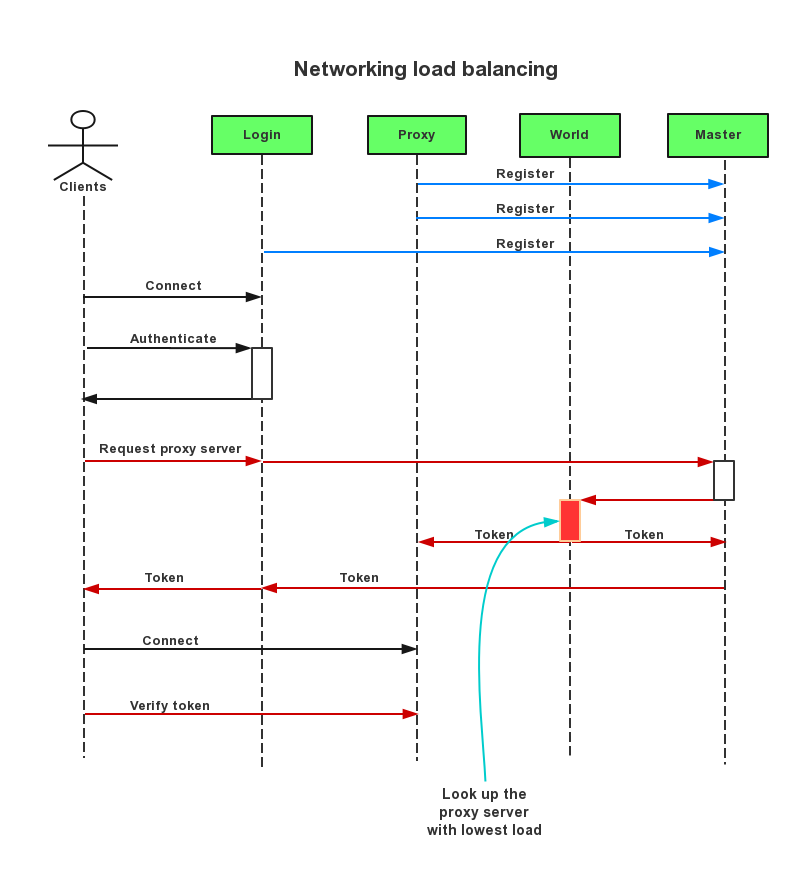 Networking load balancing
Login
Proxy
World
Master
Clients
Register
Register
Register
Connect
Authenticate
Request proxy server
Token
Token
Token
Token
Connect
Verify token
Look up the
proxy server
with lowest load